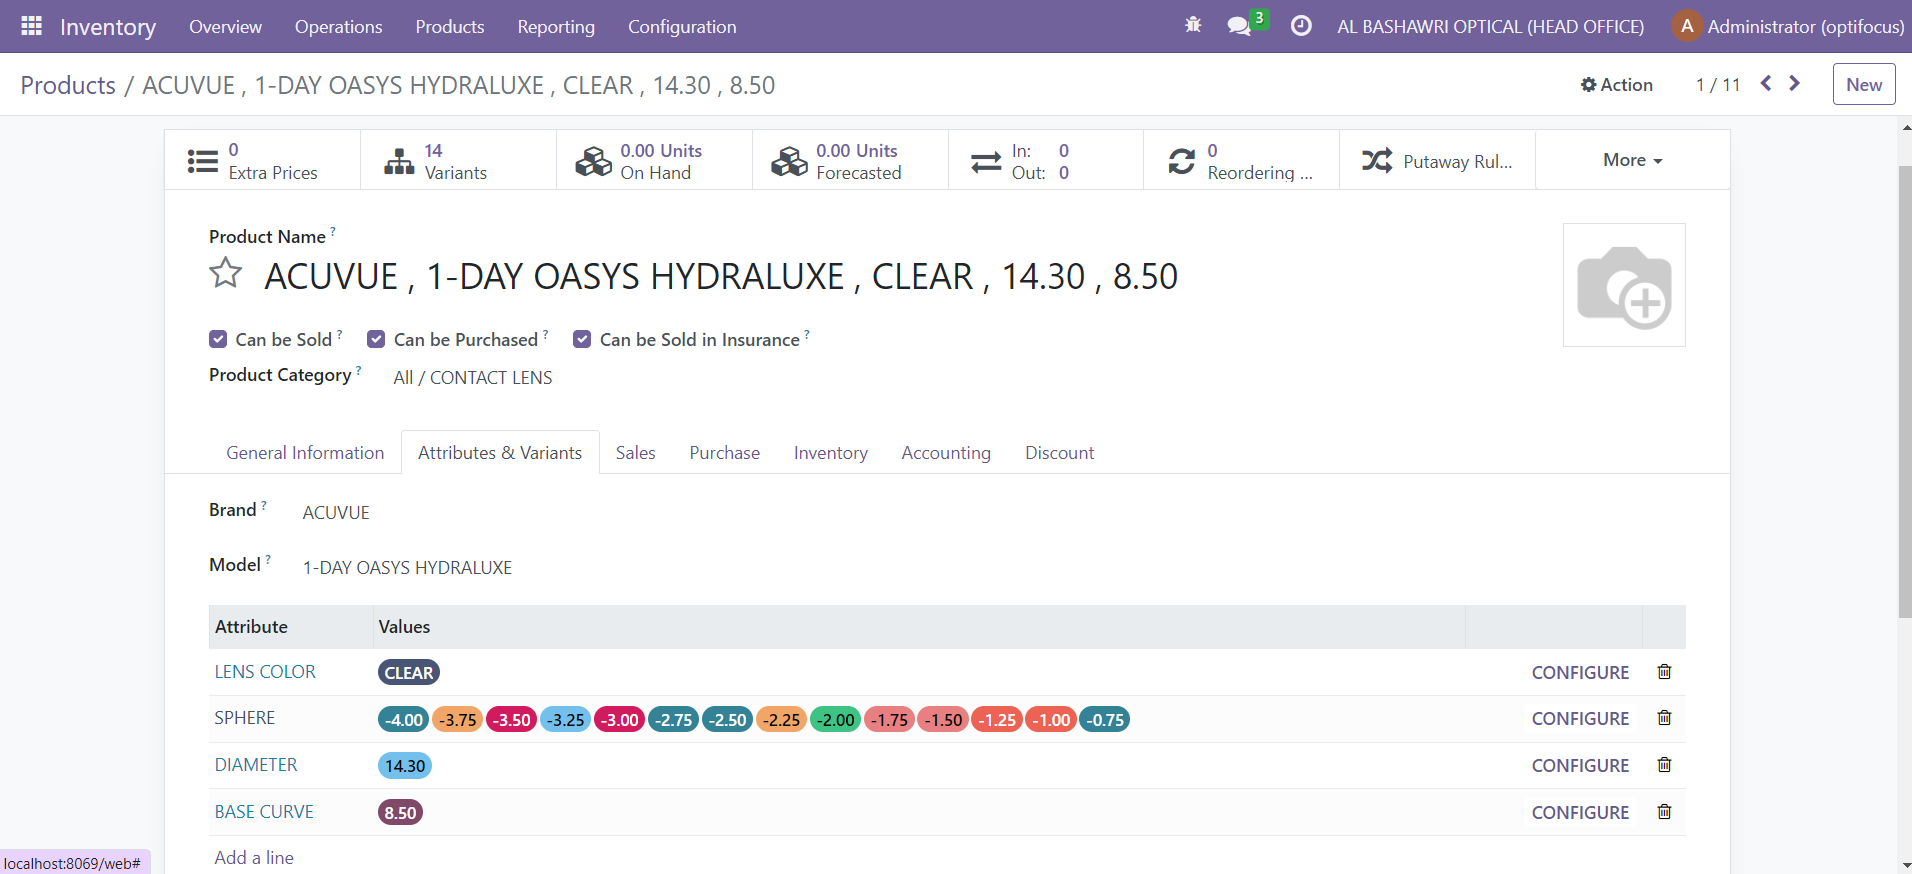 Inventory Overview Operations Products Reporting Configuration 3 AL BASHAWRI OPTICAL (HEAD OFFICE) A Administrator (optifocus)
Products / ACUVUE , 1-DAY OASYS HYDRALUXE , CLEAR , 14.30 , 8.50 Action 1 / 11 New
0 Extra Prices
14 Variants
0.00 Units On Hand
0.00 Units Forecasted
In: 0
Out: 0
0 Reordering ...
Putaway Rul...
More
Product Name ?
ACUVUE , 1-DAY OASYS HYDRALUXE , CLEAR , 14.30 , 8.50
Can be Sold ? Can be Purchased ? Can be Sold in Insurance ?
Product Category ? All / CONTACT LENS
General Information Attributes & Variants Sales Purchase Inventory Accounting Discount
Brand ? ACUVUE
Model ? 1-DAY OASYS HYDRALUXE
Attribute Values
LENS COLOR CLEAR CONFIGURE
SPHERE -4.00 -3.75 -3.50 -3.25 -3.00 -2.75 -2.50 -2.25 -2.00 -1.75 -1.50 -1.25 -1.00 -0.75 CONFIGURE
DIAMETER 14.30 CONFIGURE
BASE CURVE 8.50 CONFIGURE
Add a line
localhost:8069/web#